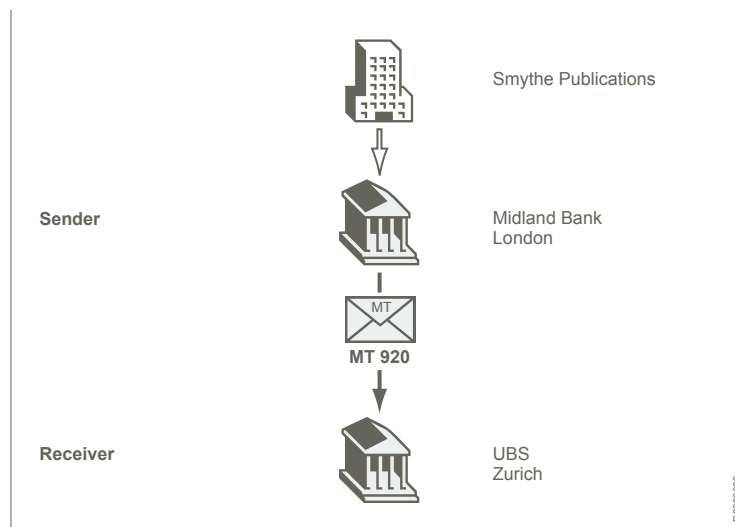 Smythe Publications
Sender
Midland Bank
London
MT
MT 920
Receiver
UBS
Zurich